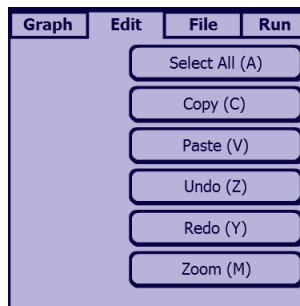 Graph Edit File Run
Select All (A)
Copy (C)
Paste (V)
Undo (Z)
Redo (Y)
Zoom (M)